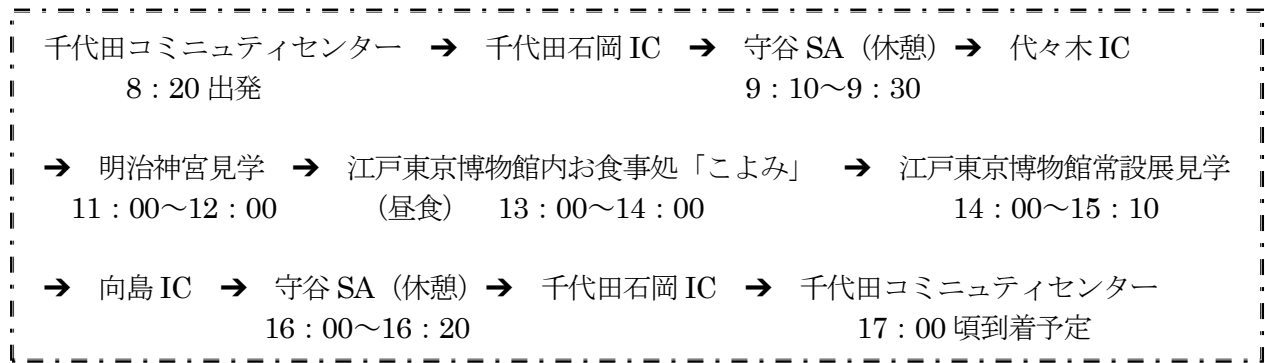 千代田コミニュティセンター ➔ 千代田石岡 IC ➔ 守谷 SA（休憩）➔ 代々木 IC
8：20 出発 9：10～9：30
➔ 明治神宮見学 ➔ 江戸東京博物館内お食事処「こよみ」 ➔ 江戸東京博物館常設展見学
11：00～12：00 （昼食） 13：00～14：00 14：00～15：10
➔ 向島 IC ➔ 守谷 SA（休憩）➔ 千代田石岡 IC ➔ 千代田コミニュティセンター
16：00～16：20 17：00 頃到着予定